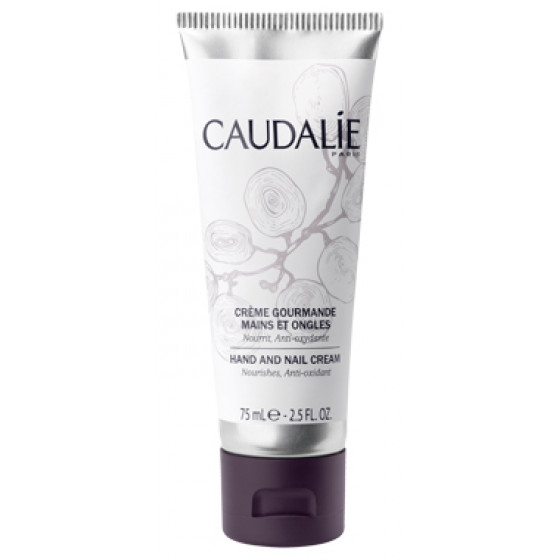 CAUDALÍE
PARIS
CRÈME GOURMANDE
MAINS ET ONGLES
Nourrit, Anti-oxydante
HAND AND NAIL CREAM
Nourishes, Anti-oxidant
75 mL ℮ - 2.5 FL. OZ.